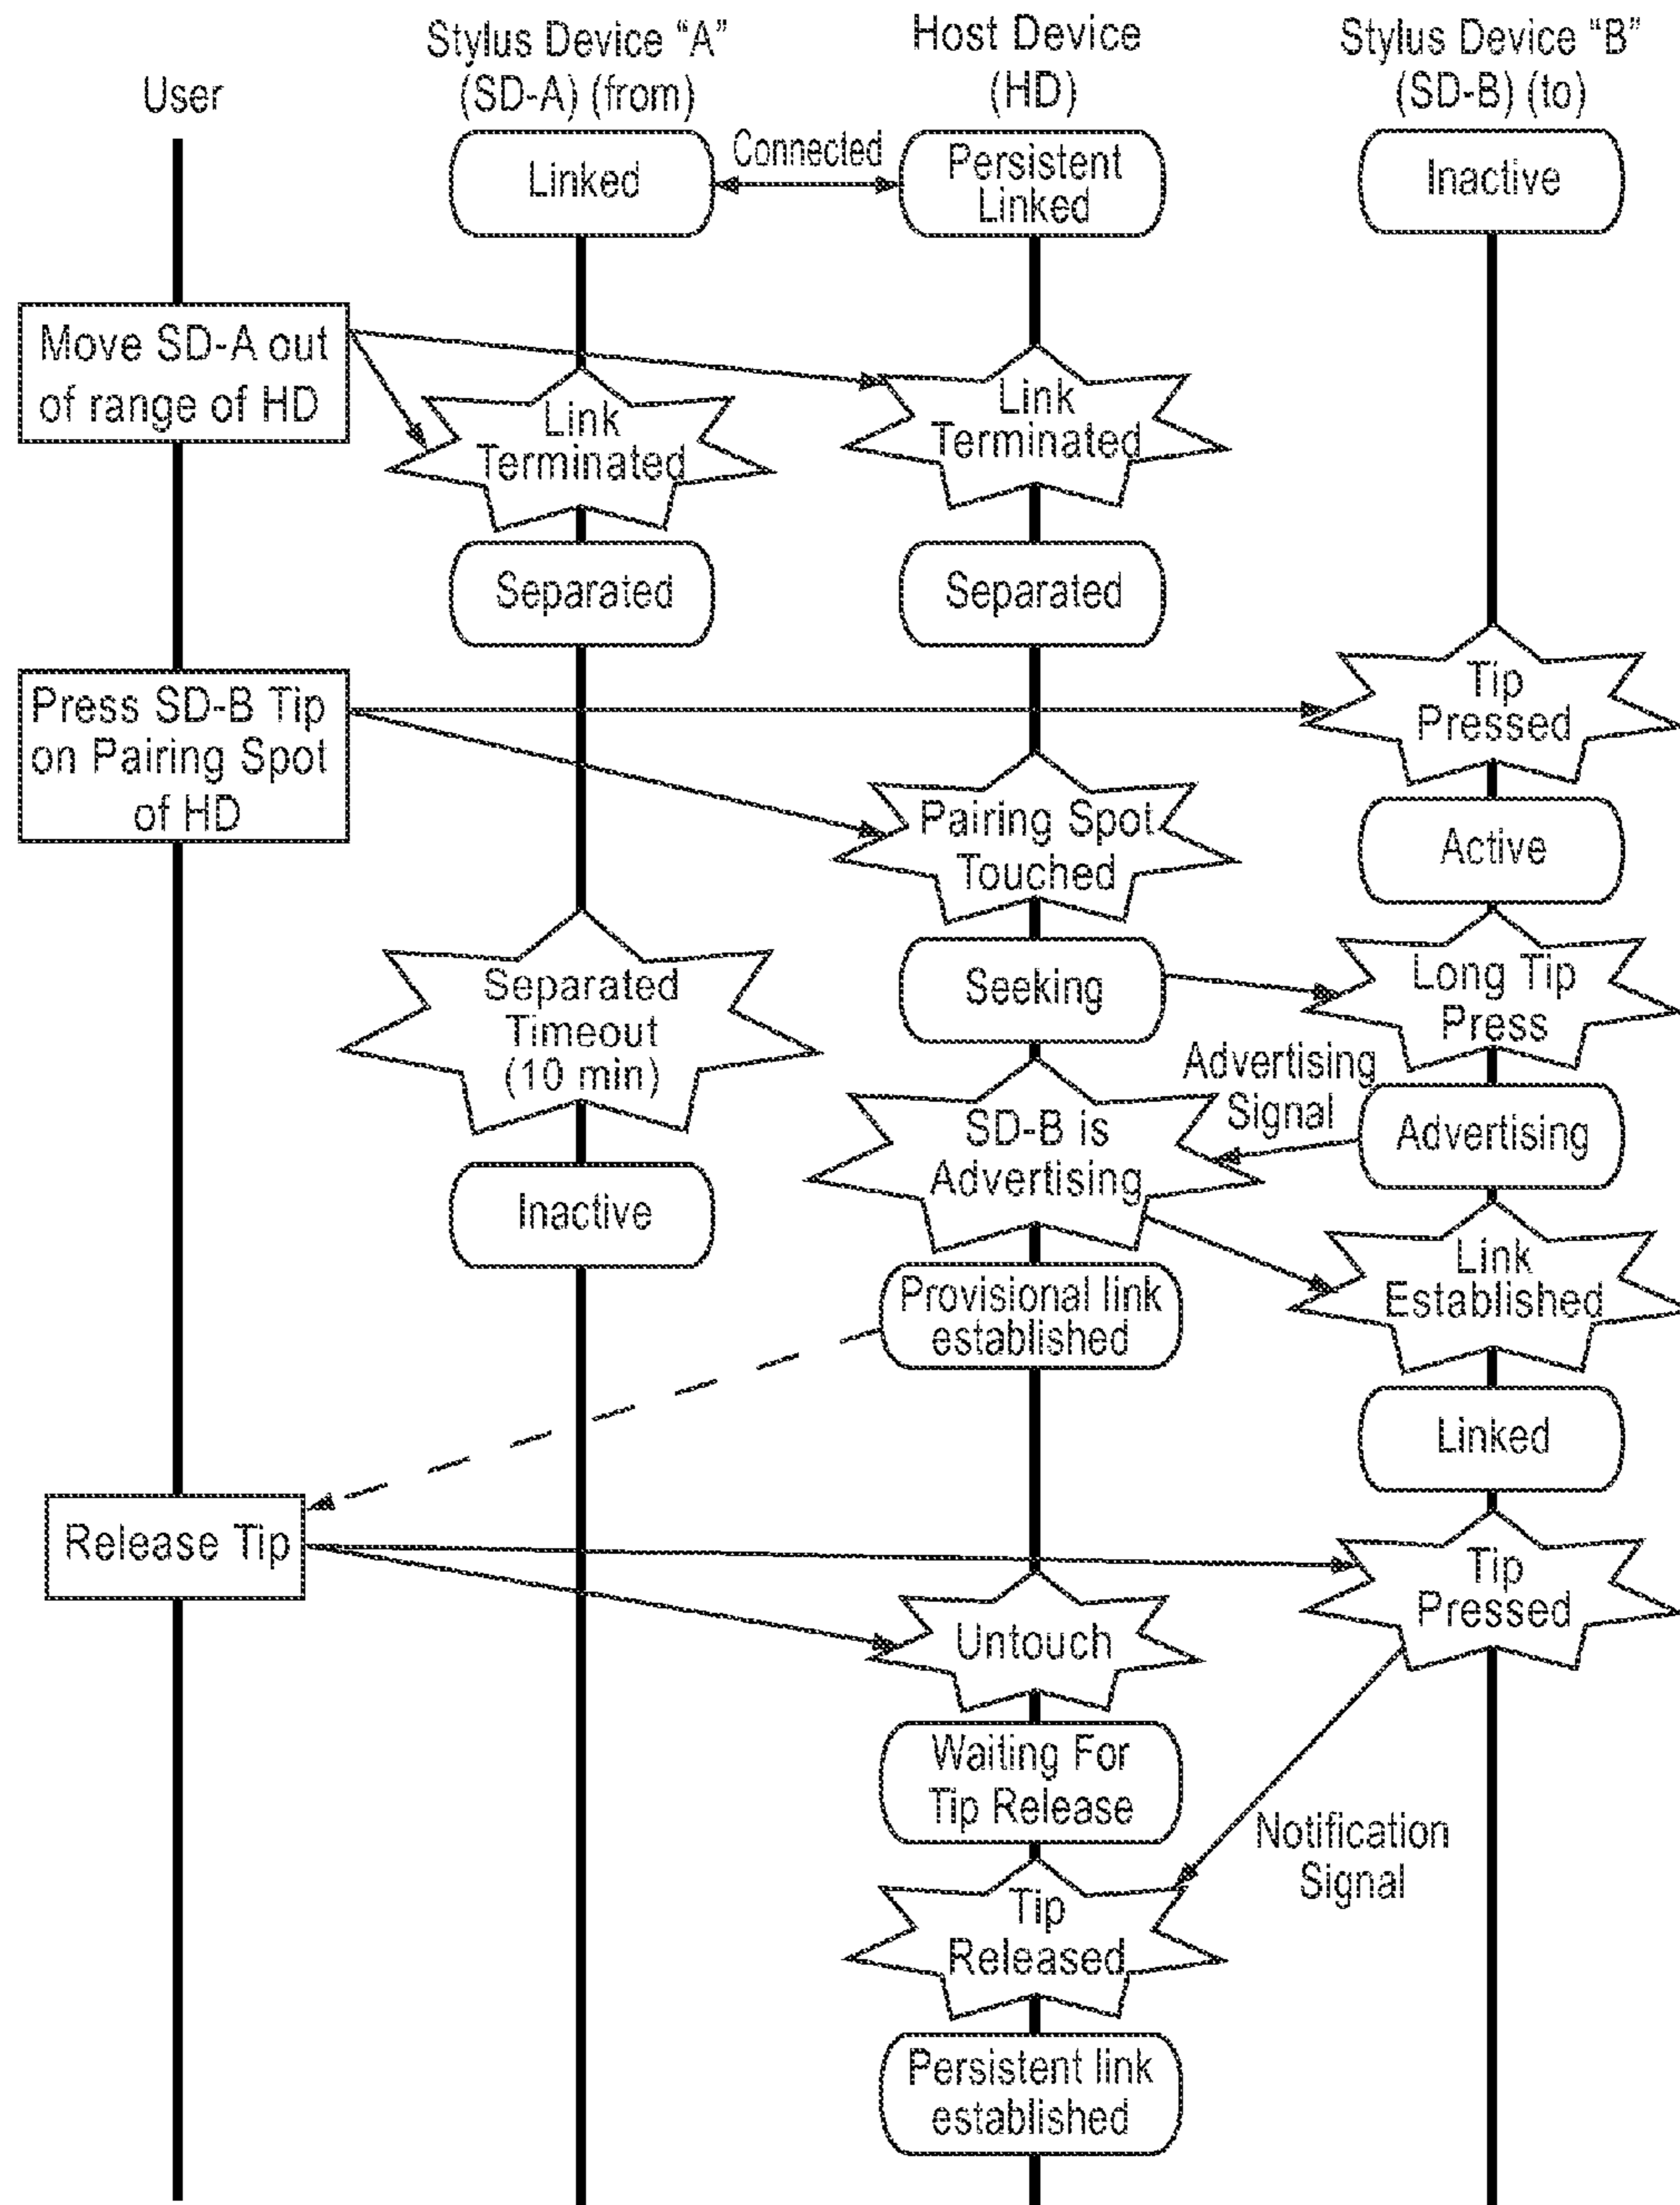 User
Stylus Device “A”
(SD-A) (from)
Host Device
(HD)
Stylus Device “B”
(SD-B) (to)
Linked
Connected
Persistent
Linked
Inactive
Move SD-A out
of range of HD
Link
Terminated
Link
Terminated
Separated
Separated
Press SD-B Tip
on Pairing Spot
of HD
Tip
Pressed
Pairing Spot
Touched
Active
Separated
Timeout
(10 min)
Seeking
Long Tip
Press
Advertising
Signal
SD-B is
Advertising
Advertising
Inactive
Provisional link
established
Link
Established
Linked
Release Tip
Tip
Pressed
Untouch
Waiting For
Tip Release
Notification
Signal
Tip
Released
Persistent link
established